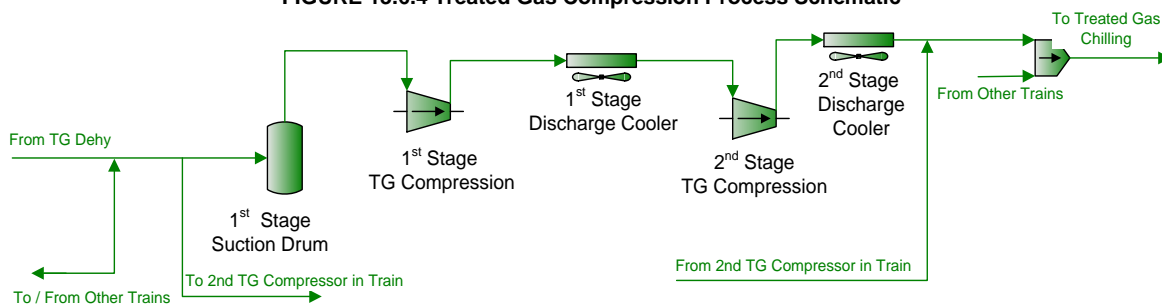 FIGURE 15.0.4 Treated Gas Compression Process Schematic
To Treated Gas
Chilling
From Other Trains
2nd Stage
Discharge
Cooler
1st Stage
Discharge Cooler
From TG Dehy
1st Stage
TG Compression
2nd Stage
TG Compression
1st Stage
Suction Drum
From 2nd TG Compressor in Train
To 2nd TG Compressor in Train
To / From Other Trains